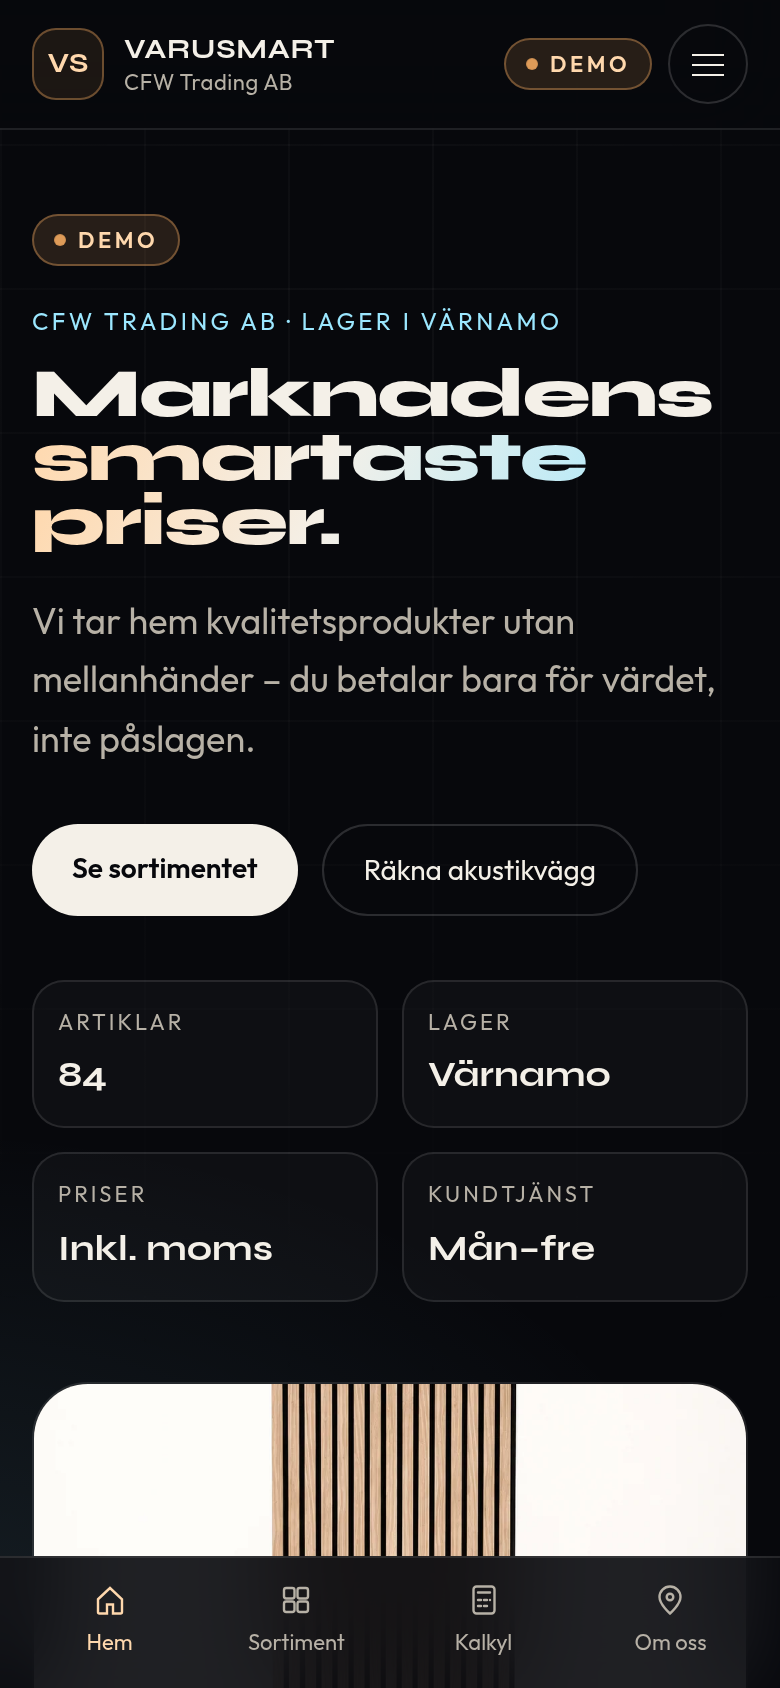 VS
VARUSMART
CFW Trading AB
DEMO
DEMO
CFW TRADING AB · LAGER I VÄRNAMO
Marknadens
smartaste
priser.
Vi tar hem kvalitetsprodukter utan
mellanhänder – du betalar bara för värdet,
inte påslagen.
Se sortimentet
Räkna akustikvägg
ARTIKLAR
84
LAGER
Värnamo
PRISER
Inkl. moms
KUNDTJÄNST
Mån–fre
Hem
Sortiment
Kalkyl
Om oss